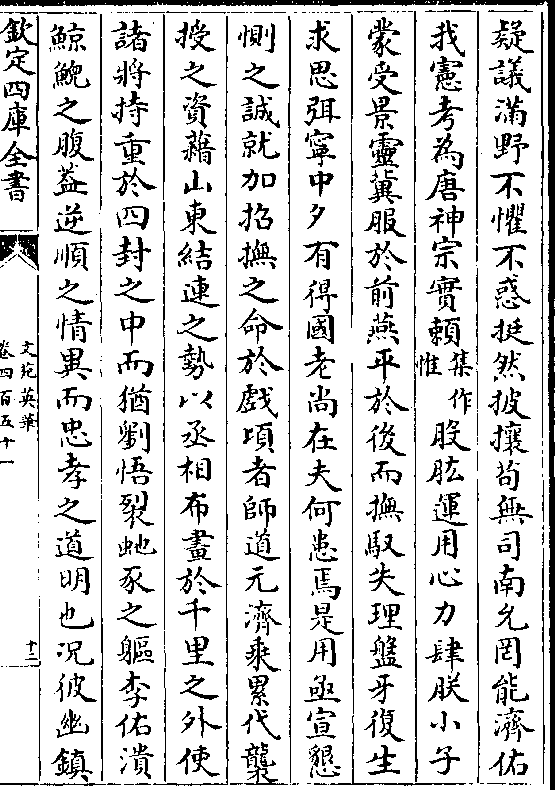 疑議滿野不懼不惑挺然披攘苟無司南允罔能濟佑
我憲考為唐神宗實頼集作惟股肱運用心力肆朕小子
蒙受景靈冀服於前燕平於後而撫馭失理盤牙復生
求思弭寧中夕有得國老尚在夫何患焉是用亟宣懇
惻之誠就加招撫之命於戲項者師道元濟乘累代襲
授之資藉山東結連之勢以丞相布畫於千里之外使
諸將持重於四封之中而猶劉悟裂虵豕之軀李佑潰
鯨鯢之腹葢逆順之情異而忠孝之道明也况彼幽鎮
欽定四庫全書
文苑英華
卷四百五十一
十二